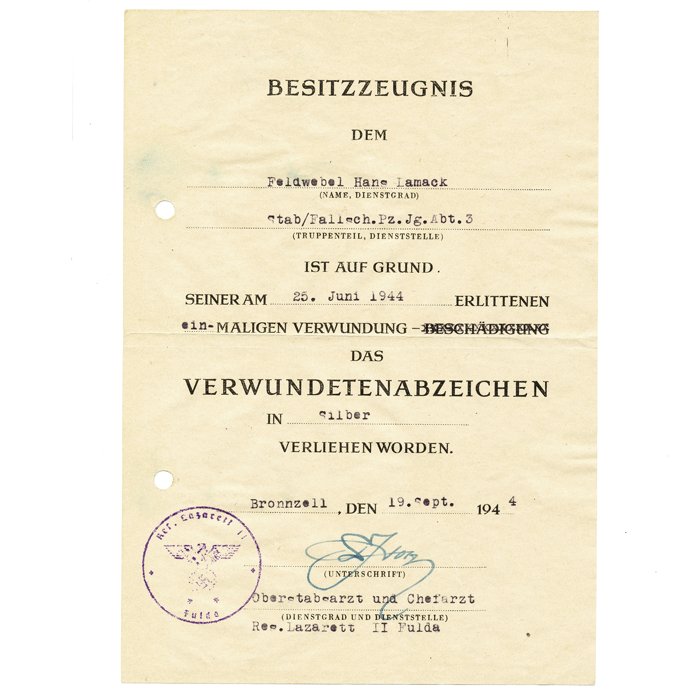 BESITZZEUGNIS
DEM
Feldwebel Hans Lamack
(NAME, DIENSTGRAD)
Stab/Fallsch.Pz.Jg.Abt.3
(TRUPPENTEIL, DIENSTSTELLE)
IST AUF GRUND.
SEINER AM 25. Juni 1944 ERLITTENEN
ein-MALIGEN VERWUNDUNG – BESCHÄDIGUNG
DAS
VERWUNDETENABZEICHEN
IN Silber
VERLIEHEN WORDEN.
Bronnzell, DEN 19.Sept. 1944
(UNTERSCHRIFT)
Oberstabsarzt und Chefarzt
(DIENSTGRAD UND DIENSTSTELLE)
Res.Lazarett II Fulda
Res. Lazarett II
Fulda